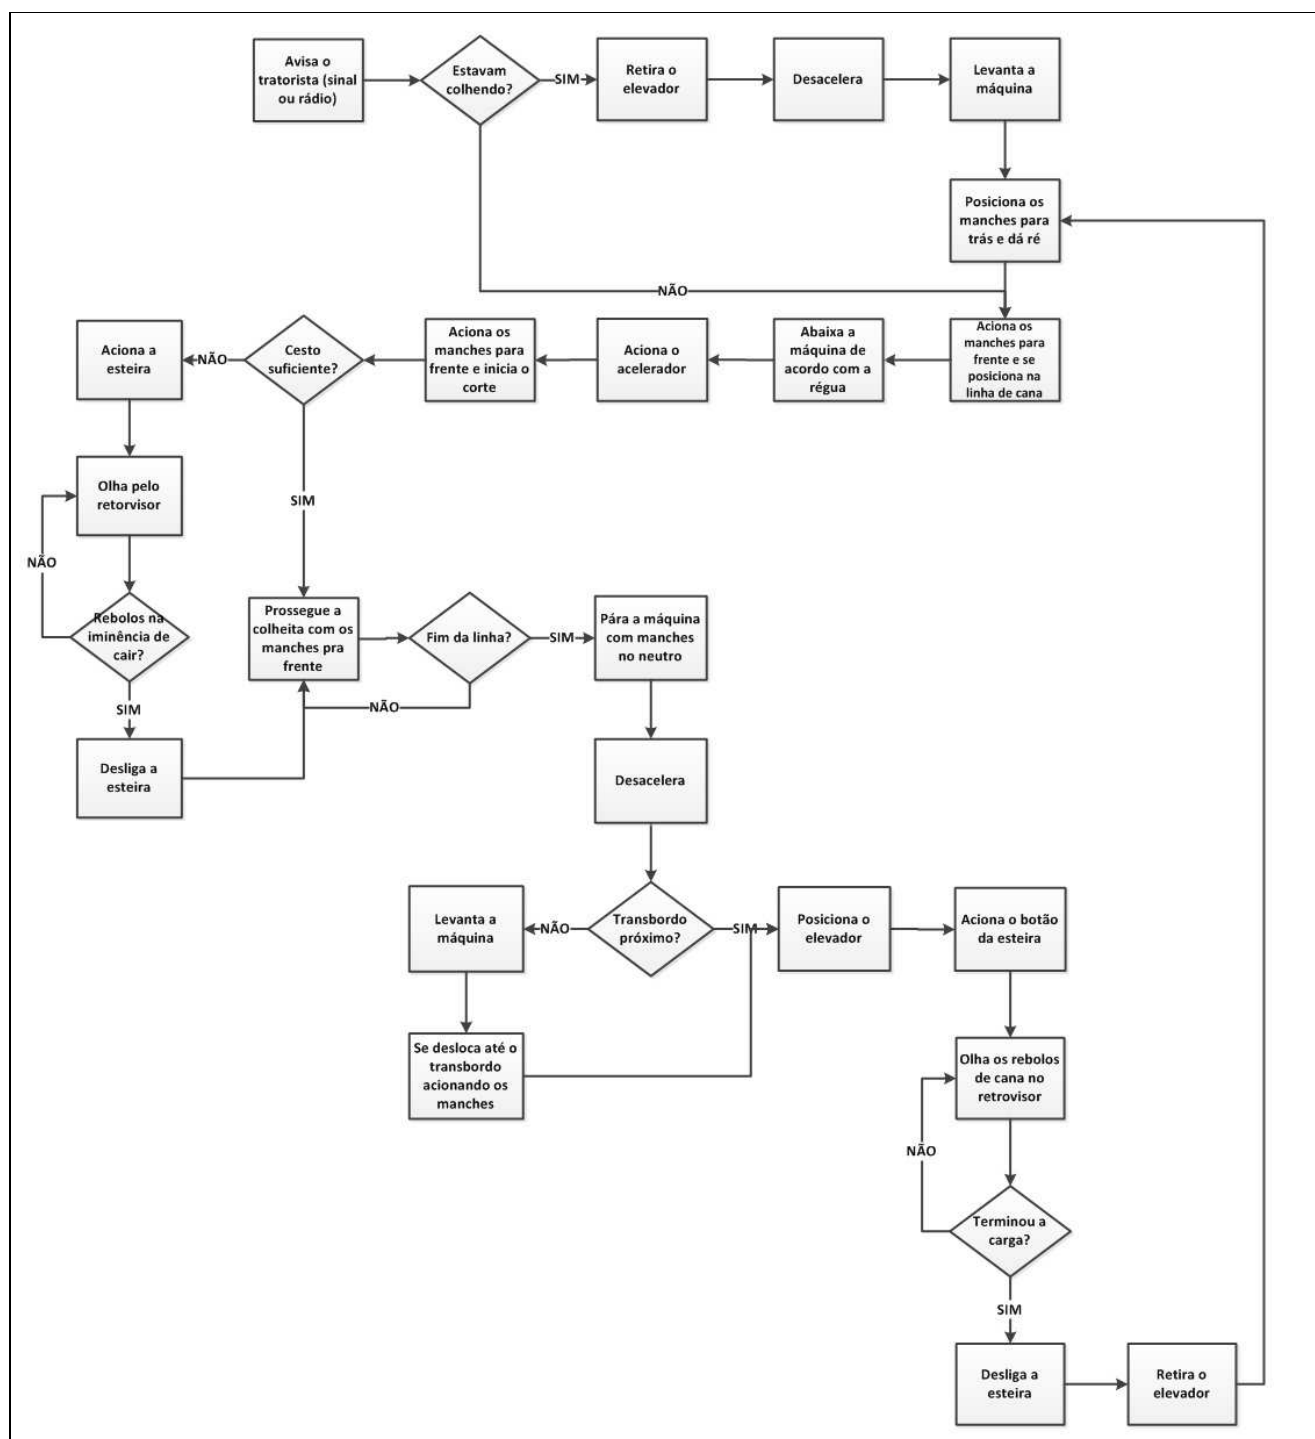 Avisa o
tratorista (sinal
ou rádio)
Estavam
colhendo?
SIM
Retira o
elevador
Desacelera
Levanta a
máquina
Posiciona os
manches para
trás e dá ré
NÃO
Aciona os
manches para
frente e se
posiciona na
linha de cana
Abaixa a
máquina de
acordo com a
régua
Aciona o
acelerador
Aciona os
manches para
frente e inicia o
corte
Cesto
suficiente?
NÃO
Aciona a
esteira
Olha pelo
retorvisor
NÃO
Rebolos na
iminência de
cair?
SIM
Desliga a
esteira
SIM
Prossegue a
colheita com os
manches pra
frente
Fim da linha?
NÃO
SIM
Pára a máquina
com manches
no neutro
Desacelera
Transbordo
próximo?
NÃO
Levanta a
máquina
Se desloca até o
transbordo
acionando os
manches
SIM
Posiciona o
elevador
Aciona o botão
da esteira
Olha os rebolos
de cana no
retrovisor
NÃO
Terminou a
carga?
SIM
Desliga a
esteira
Retira o
elevador